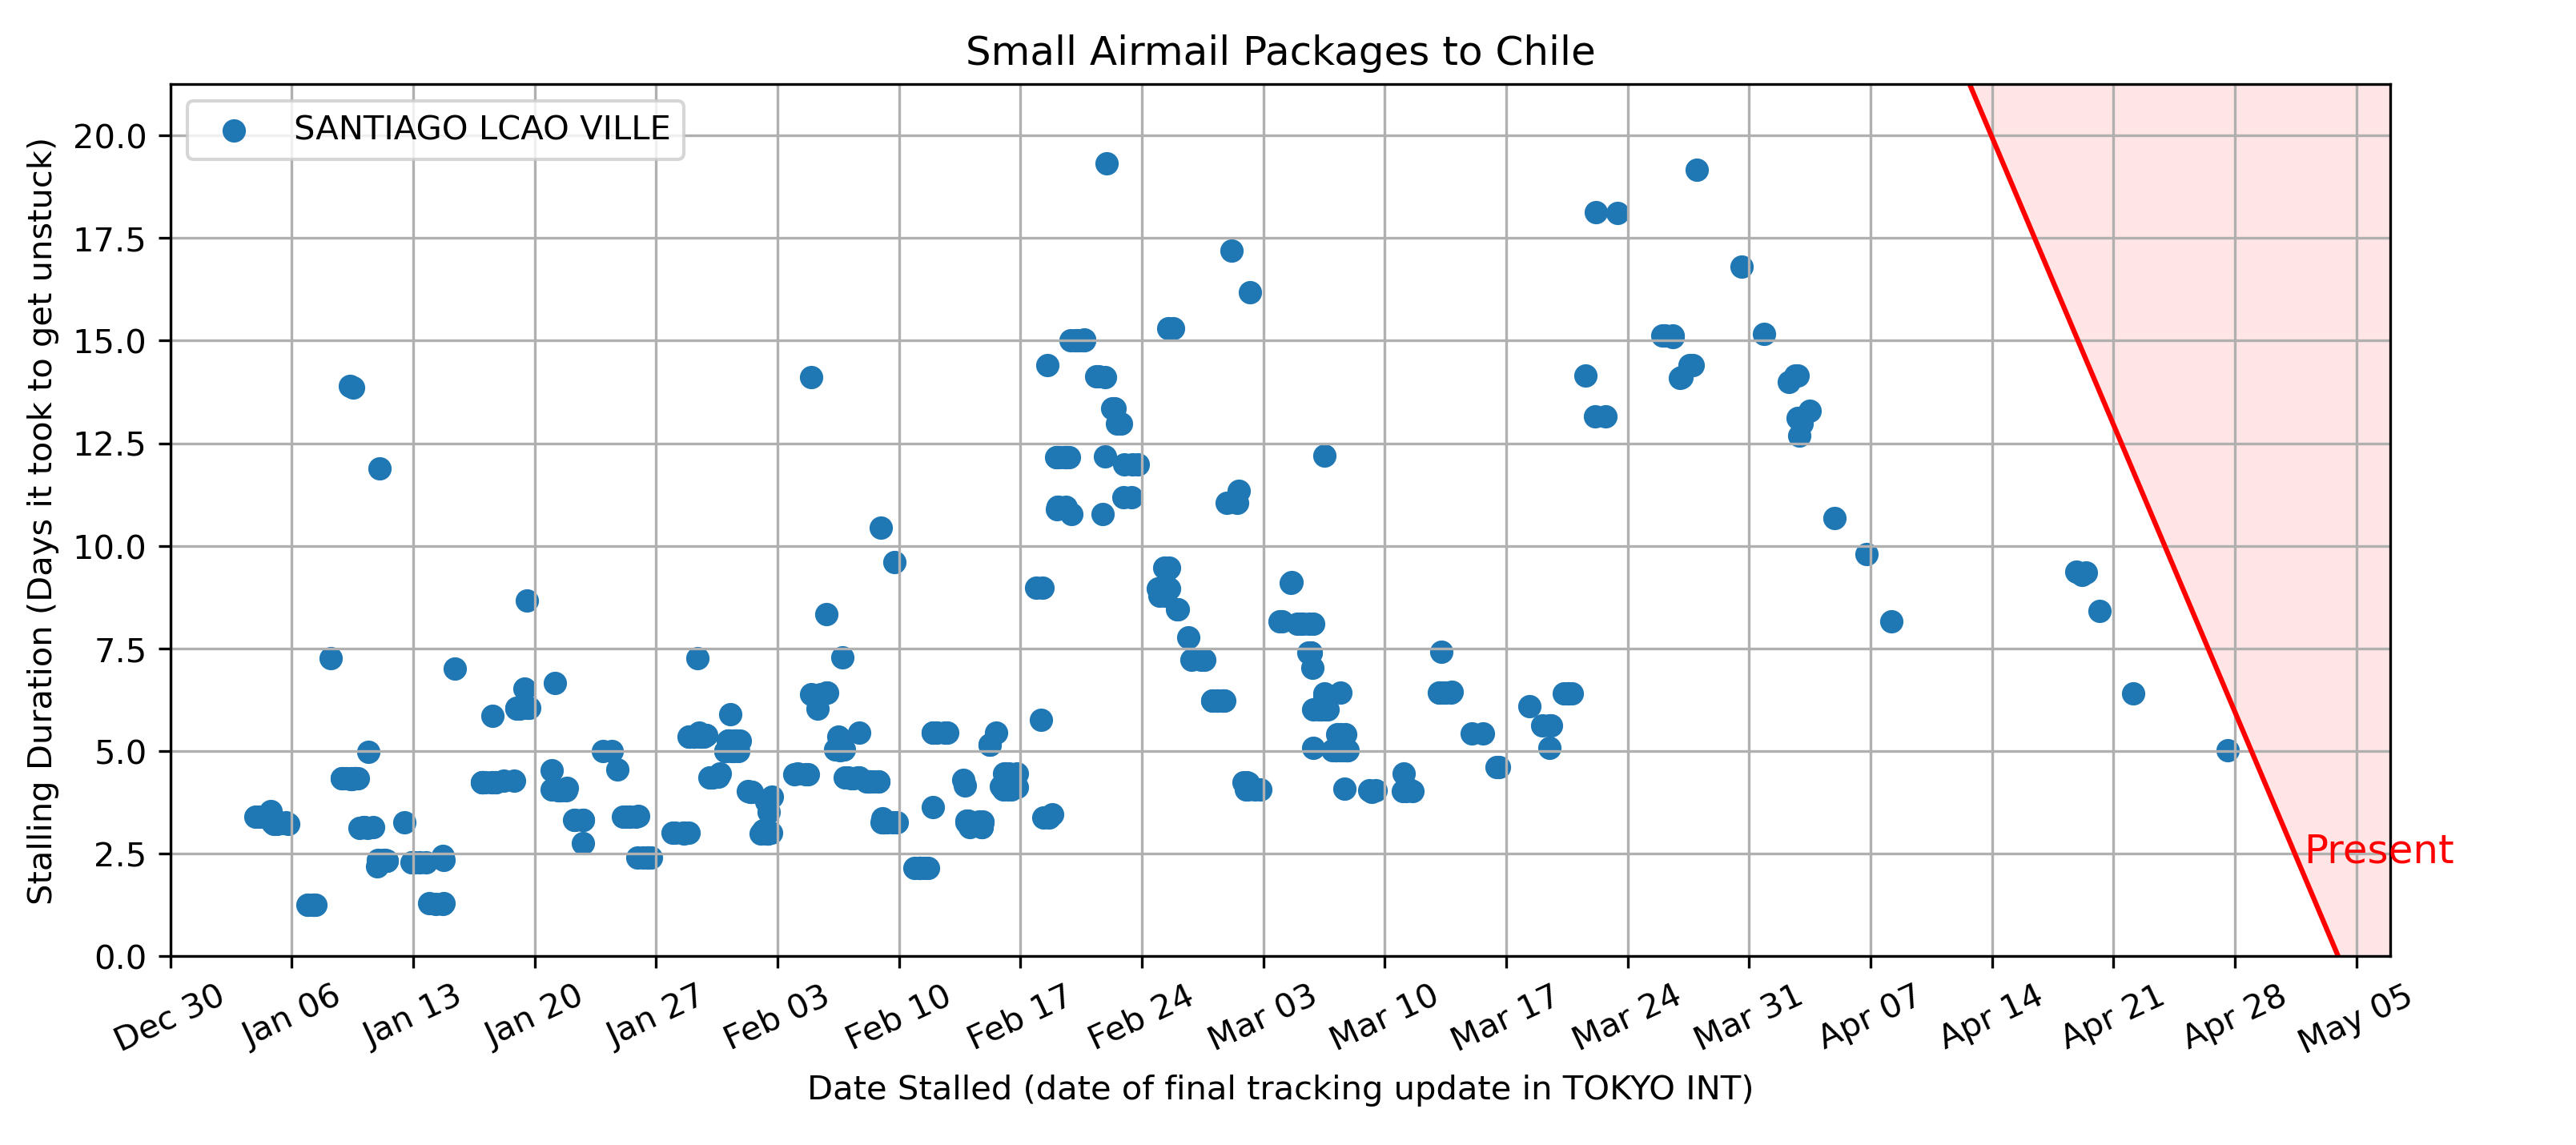 Small Airmail Packages to Chile
SANTIAGO LCAO VILLE
Stalling Duration (Days it took to get unstuck)
20.0
17.5
15.0
12.5
10.0
7.5
5.0
2.5
0.0
Present
Dec 30 Jan 06 Jan 13 Jan 20 Jan 27 Feb 03 Feb 10 Feb 17 Feb 24 Mar 03 Mar 10 Mar 17 Mar 24 Mar 31 Apr 07 Apr 14 Apr 21 Apr 28 May 05
Date Stalled (date of final tracking update in TOKYO INT)